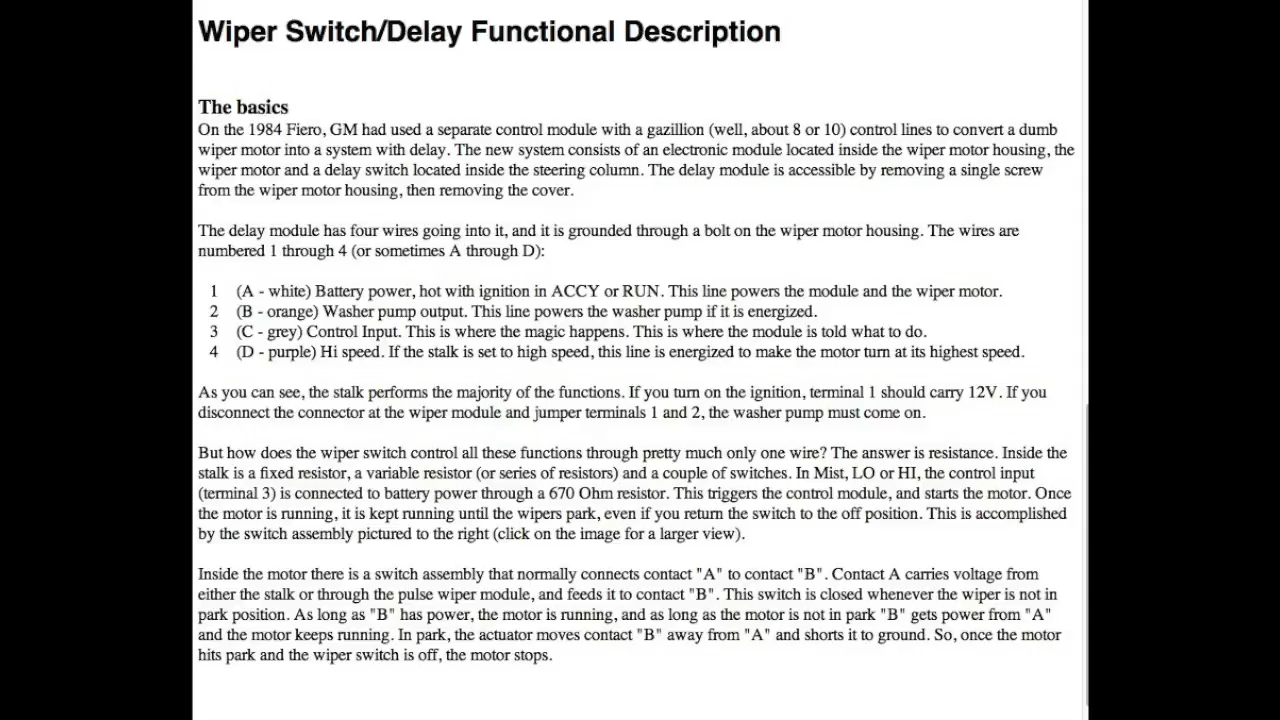 Wiper Switch/Delay Functional Description
The basics
On the 1984 Fiero, GM had used a separate control module with a gazillion (well, about 8 or 10) control lines to convert a dumb
wiper motor into a system with delay. The new system consists of an electronic module located inside the wiper motor housing, the
wiper motor and a delay switch located inside the steering column. The delay module is accessible by removing a single screw
from the wiper motor housing, then removing the cover.
The delay module has four wires going into it, and it is grounded through a bolt on the wiper motor housing. The wires are
numbered 1 through 4 (or sometimes A through D):
1 (A - white) Battery power, hot with ignition in ACCY or RUN. This line powers the module and the wiper motor.
2 (B - orange) Washer pump output. This line powers the washer pump if it is energized.
3 (C - grey) Control Input. This is where the magic happens. This is where the module is told what to do.
4 (D - purple) Hi speed. If the stalk is set to high speed, this line is energized to make the motor turn at its highest speed.
As you can see, the stalk performs the majority of the functions. If you turn on the ignition, terminal 1 should carry 12V. If you
disconnect the connector at the wiper module and jumper terminals 1 and 2, the washer pump must come on.
But how does the wiper switch control all these functions through pretty much only one wire? The answer is resistance. Inside the
stalk is a fixed resistor, a variable resistor (or series of resistors) and a couple of switches. In Mist, LO or HI, the control input
(terminal 3) is connected to battery power through a 670 Ohm resistor. This triggers the control module, and starts the motor. Once
the motor is running, it is kept running until the wipers park, even if you return the switch to the off position. This is accomplished
by the switch assembly pictured to the right (click on the image for a larger view).
Inside the motor there is a switch assembly that normally connects contact "A" to contact "B". Contact A carries voltage from
either the stalk or through the pulse wiper module, and feeds it to contact "B". This switch is closed whenever the wiper is not in
park position. As long as "B" has power, the motor is running, and as long as the motor is not in park "B" gets power from "A"
and the motor keeps running. In park, the actuator moves contact "B" away from "A" and shorts it to ground. So, once the motor
hits park and the wiper switch is off, the motor stops.